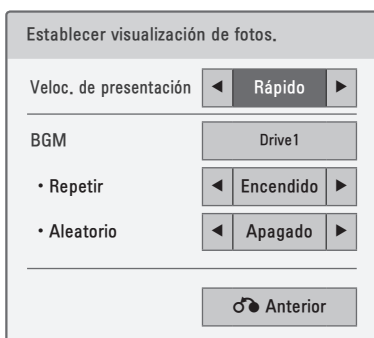 Establecer visualización de fotos.
Veloc. de presentación ◀ Rápido ▶
BGM Drive1
• Repetir ◀ Encendido ▶
• Aleatorio ◀ Apagado ▶
Anterior